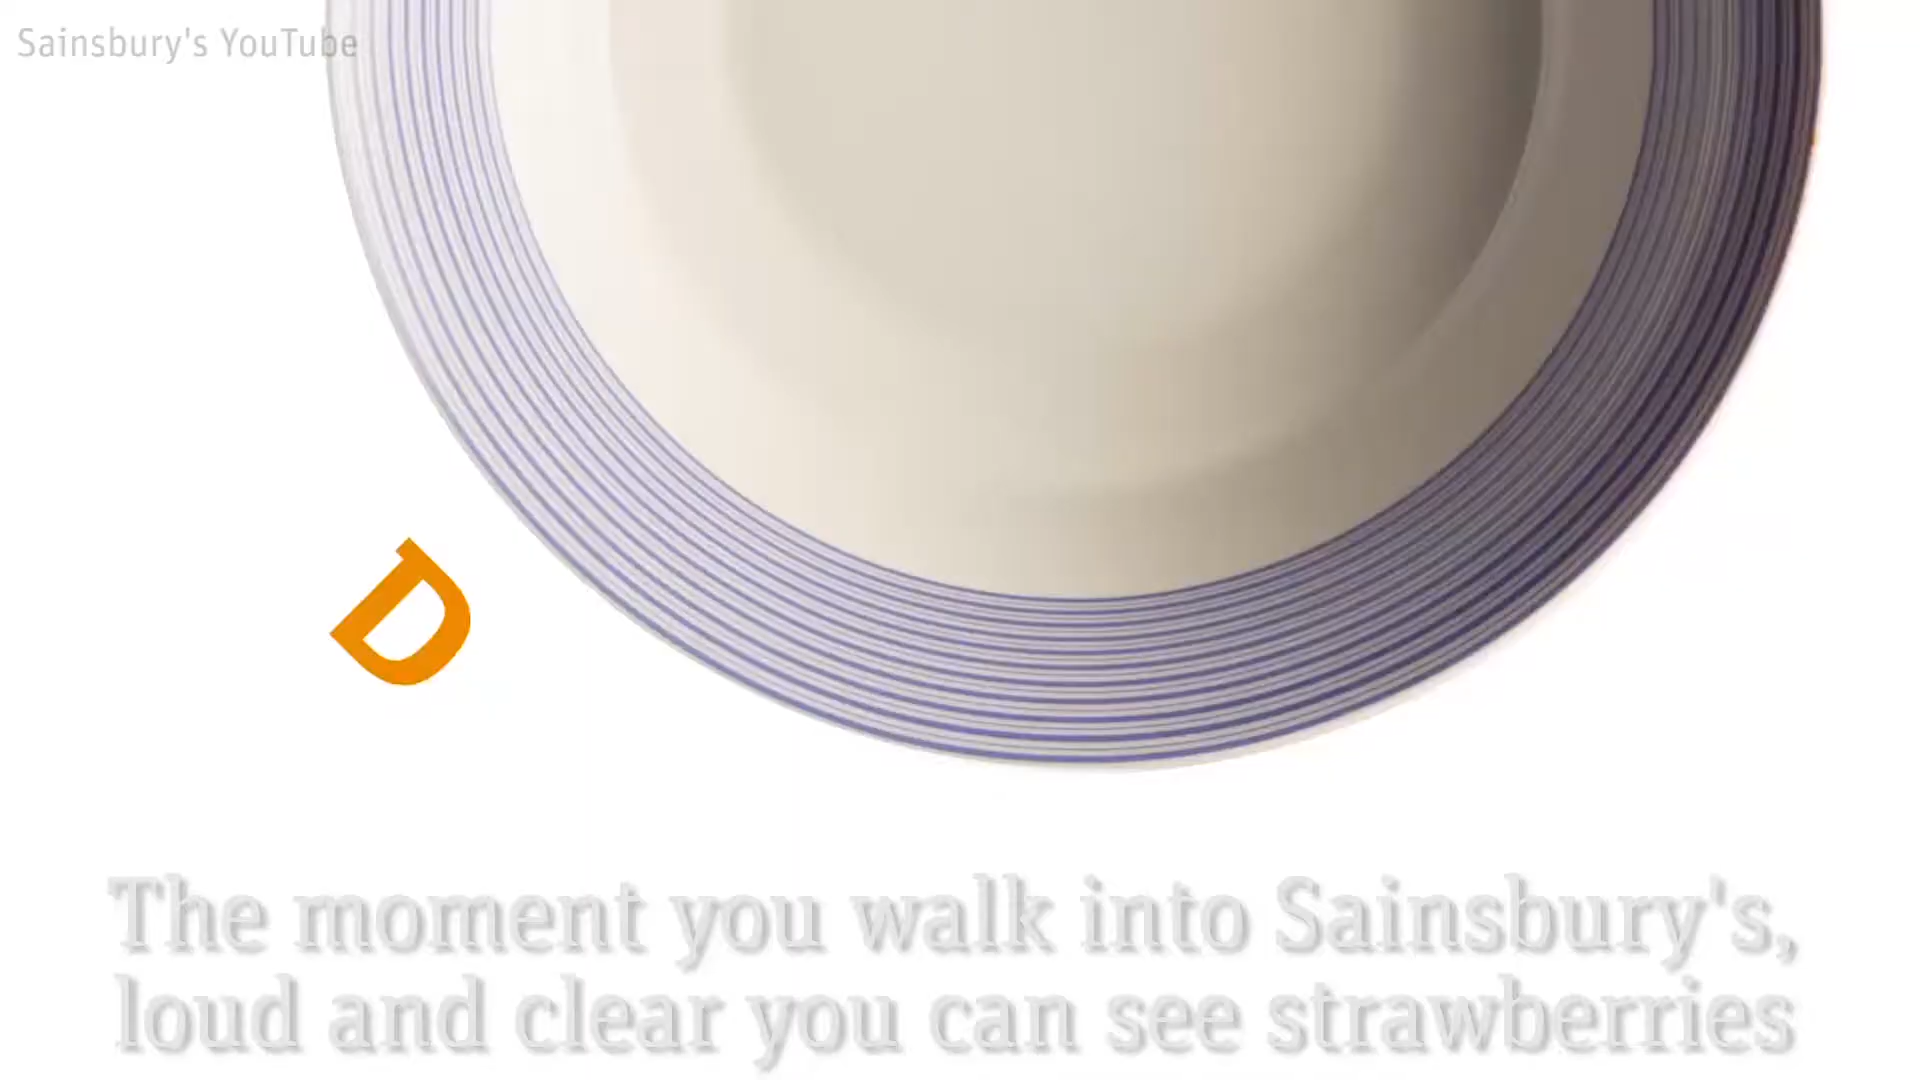 Sainsbury's YouTube
D
The moment you walk into Sainsbury's,
loud and clear you can see strawberries